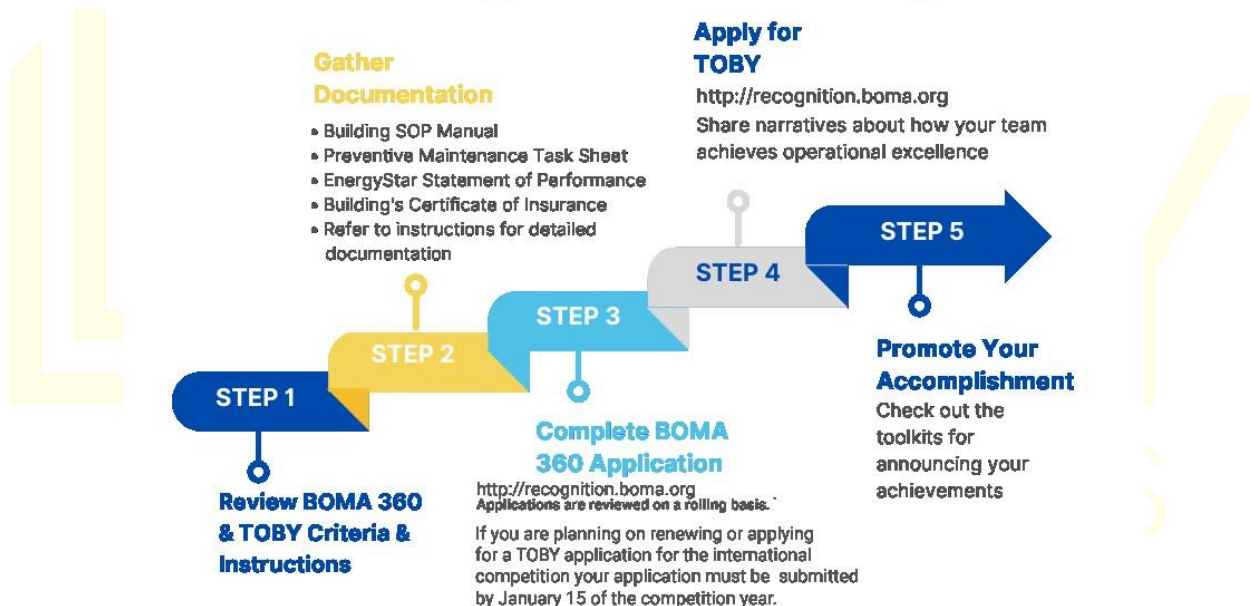 Apply for
TOBY
http://recognition.boma.org
Share narratives about how your team
achieves operational excellence
Gather
Documentation
• Building SOP Manual
• Preventive Maintenance Task Sheet
• EnergyStar Statement of Performance
• Building's Certificate of Insurance
• Refer to instructions for detailed
documentation
STEP 5
STEP 4
STEP 3
STEP 2
STEP 1
Promote Your
Accomplishment
Check out the
toolkits for
announcing your
achievements
Complete BOMA
360 Application
http://recognition.boma.org
Applications are reviewed on a rolling basis.
If you are planning on renewing or applying
for a TOBY application for the international
competition your application must be submitted
by January 15 of the competition year.
Review BOMA 360
& TOBY Criteria &
Instructions